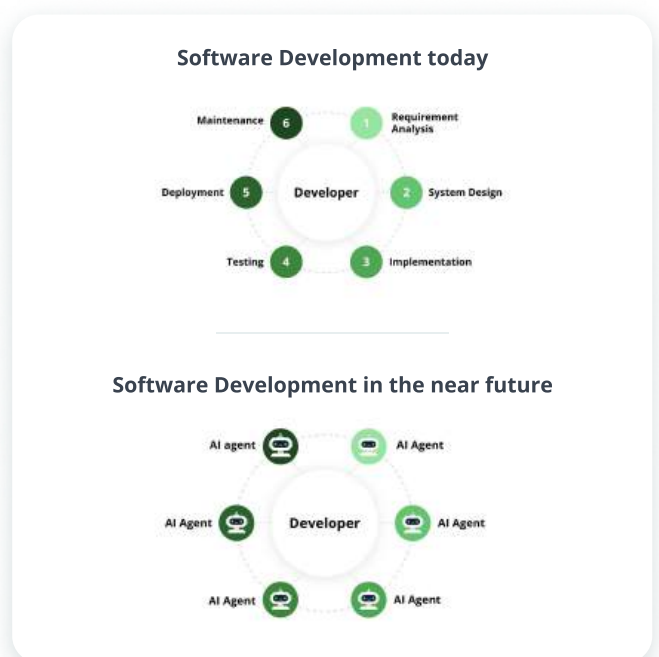 Software Development today
Maintenance
6
1
Requirement
Analysis
Deployment
5
Developer
2
System Design
Testing
4
3
Implementation
Software Development in the near future
AI agent
AI Agent
AI Agent
Developer
AI Agent
AI Agent
AI Agent